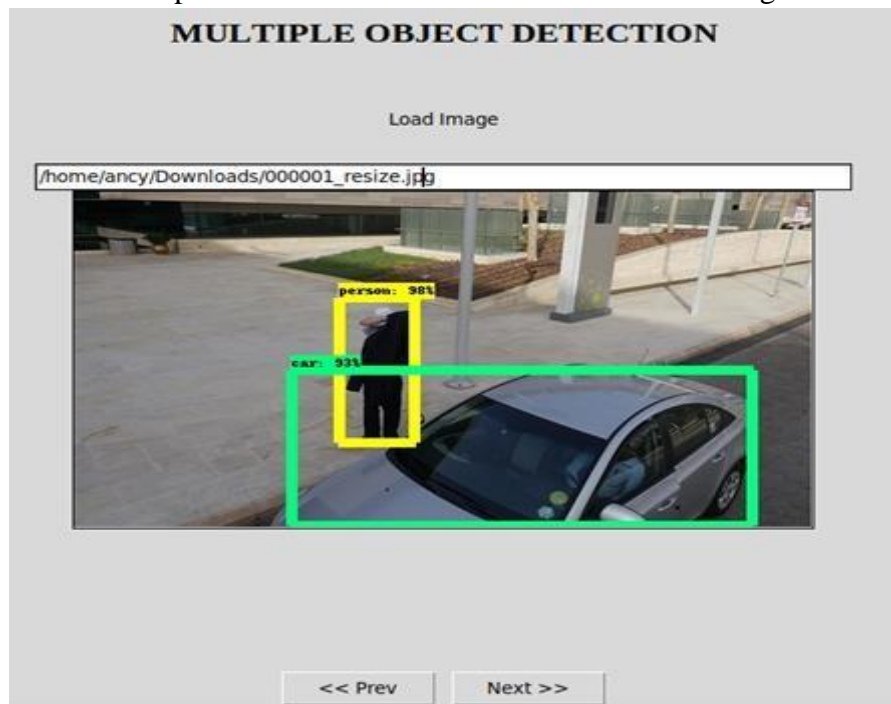 MULTIPLE OBJECT DETECTION
Load Image
/home/ancy/Downloads/000001_resize.jpg
person: 98%
car: 93%
<< Prev Next >>